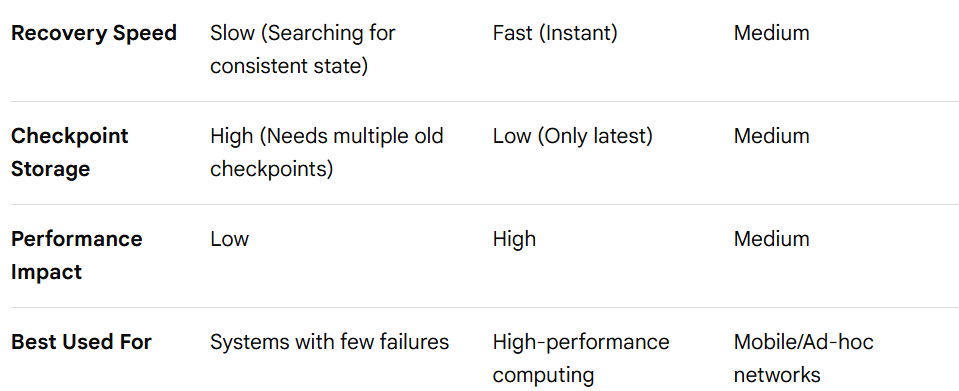 Recovery Speed Slow (Searching for Fast (Instant) Medium
consistent state)
Checkpoint High (Needs multiple old Low (Only latest) Medium
Storage checkpoints)
Performance Low High Medium
Impact
Best Used For Systems with few failures High-performance Mobile/Ad-hoc
computing networks